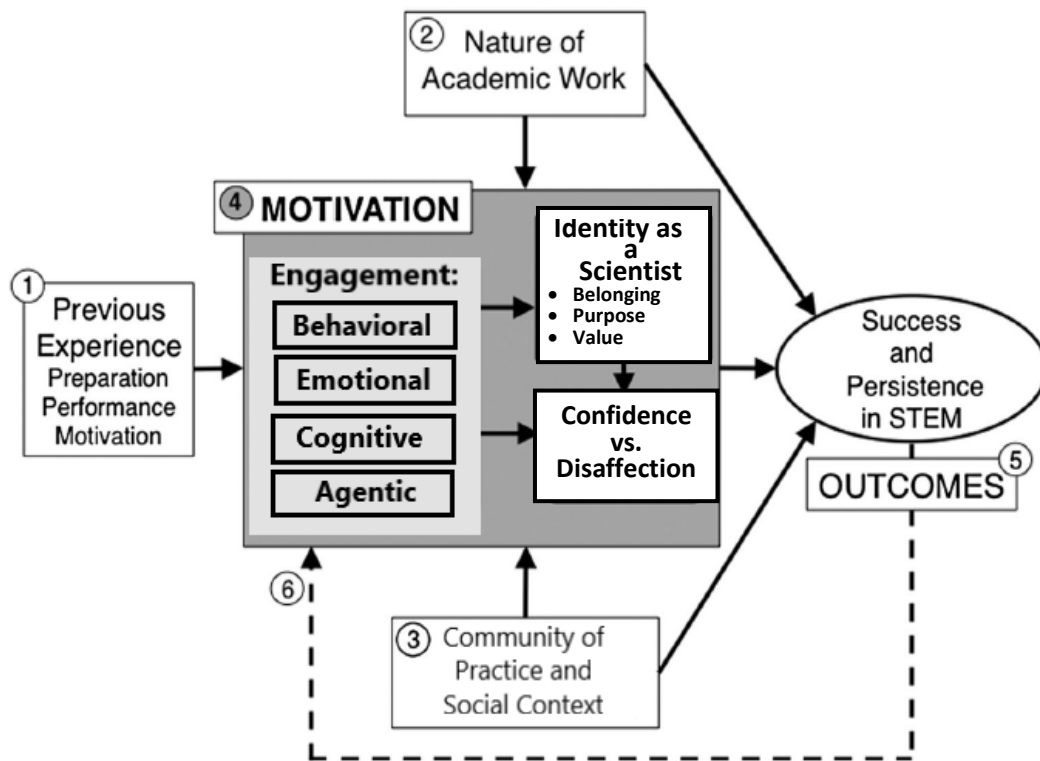 ②
Nature of
Academic Work
④ MOTIVATION
Engagement:
Behavioral
Emotional
Cognitive
Agentic
Identity as
a
Scientist
• Belonging
• Purpose
• Value
Confidence
vs.
Disaffection
①
Previous
Experience
Preparation
Performance
Motivation
Success
and
Persistence
in STEM
OUTCOMES ⑤
⑥
③ Community of
Practice and
Social Context